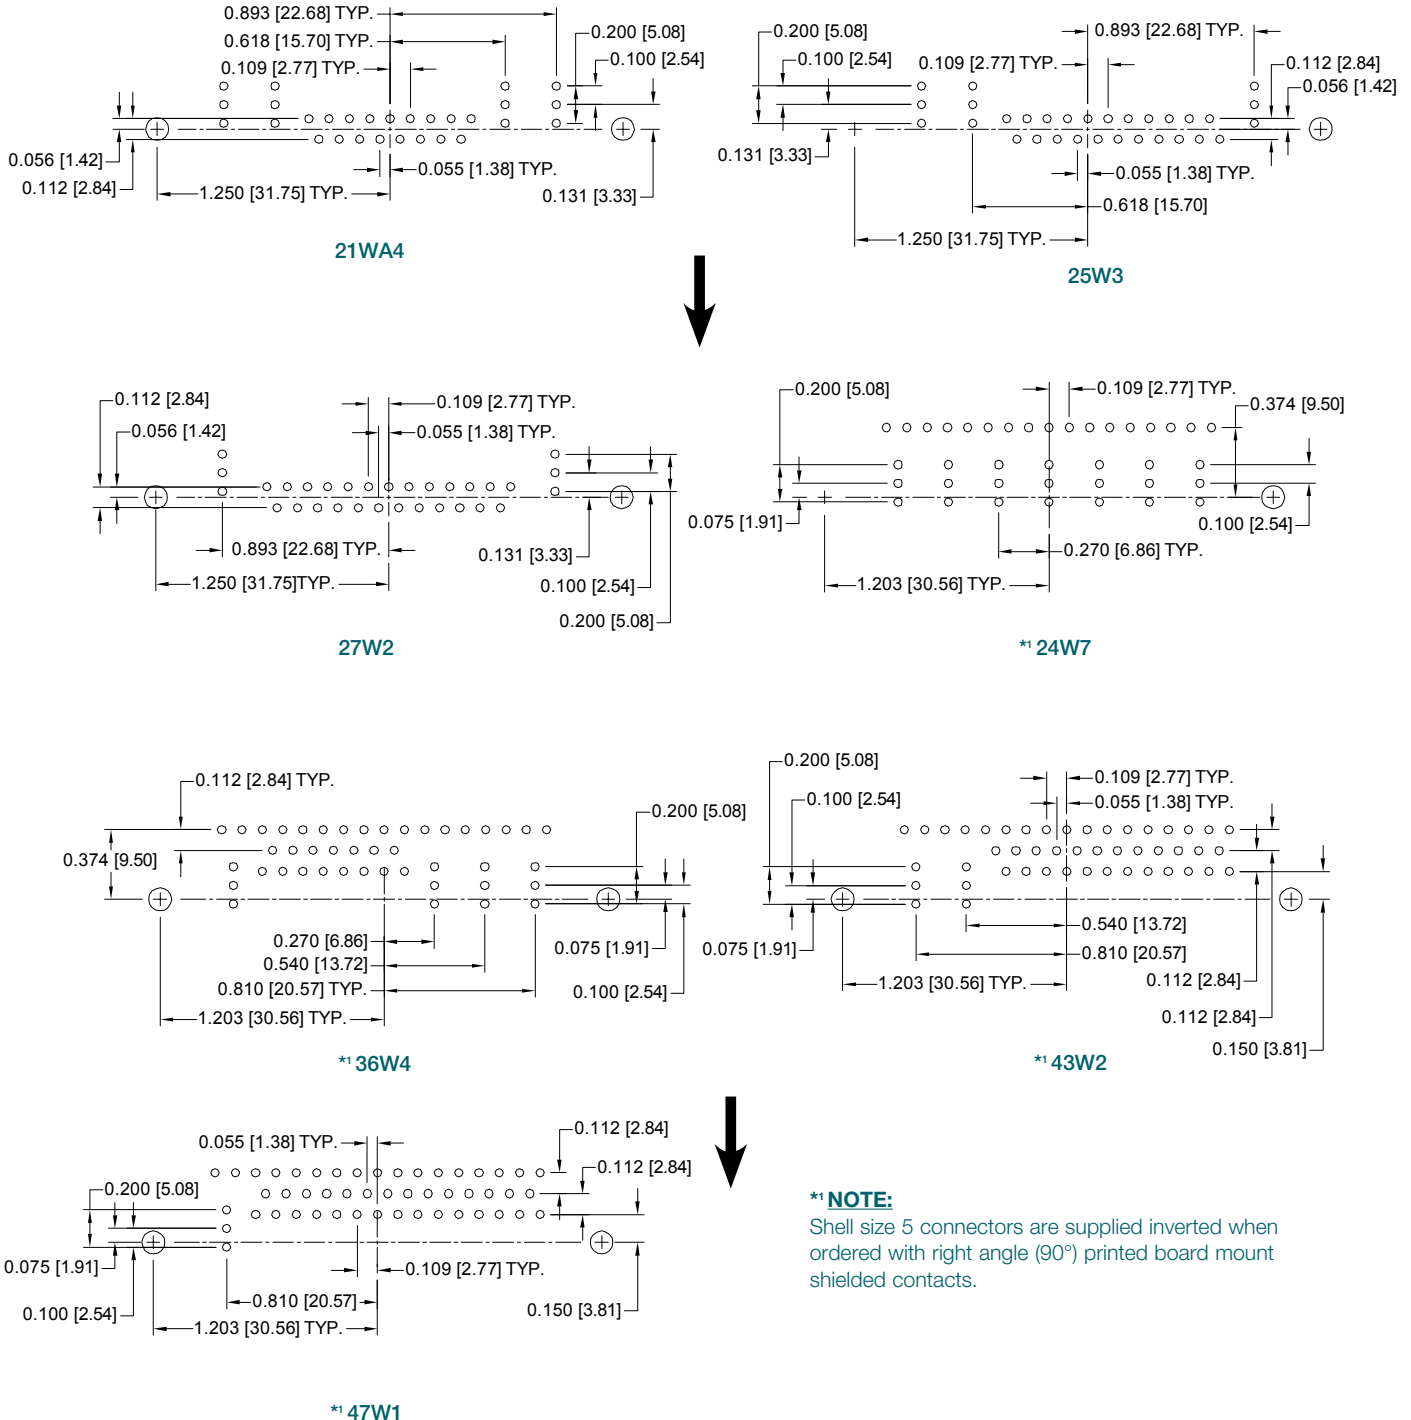 0.893 [22.68] TYP.
0.618 [15.70] TYP.
0.109 [2.77] TYP.
0.200 [5.08]
0.100 [2.54]
0.056 [1.42]
0.112 [2.84]
0.055 [1.38] TYP.
1.250 [31.75] TYP.
0.131 [3.33]
21WA4
0.200 [5.08]
0.100 [2.54]
0.893 [22.68] TYP.
0.109 [2.77] TYP.
0.112 [2.84]
0.056 [1.42]
0.131 [3.33]
0.055 [1.38] TYP.
0.618 [15.70]
1.250 [31.75] TYP.
25W3
0.112 [2.84]
0.056 [1.42]
0.109 [2.77] TYP.
0.055 [1.38] TYP.
0.893 [22.68] TYP.
0.131 [3.33]
1.250 [31.75]TYP.
0.100 [2.54]
0.200 [5.08]
27W2
0.200 [5.08]
0.109 [2.77] TYP.
0.374 [9.50]
0.075 [1.91]
0.100 [2.54]
0.270 [6.86] TYP.
1.203 [30.56] TYP.
*1 24W7
0.112 [2.84] TYP.
0.200 [5.08]
0.374 [9.50]
0.270 [6.86]
0.075 [1.91]
0.540 [13.72]
0.810 [20.57] TYP.
0.100 [2.54]
1.203 [30.56] TYP.
*1 36W4
0.200 [5.08]
0.109 [2.77] TYP.
0.100 [2.54]
0.055 [1.38] TYP.
0.540 [13.72]
0.075 [1.91]
0.810 [20.57]
1.203 [30.56] TYP.
0.112 [2.84]
0.112 [2.84]
0.150 [3.81]
*1 43W2
0.055 [1.38] TYP.
0.112 [2.84]
0.112 [2.84]
0.200 [5.08]
0.075 [1.91]
0.109 [2.77] TYP.
0.100 [2.54]
0.810 [20.57]
0.150 [3.81]
1.203 [30.56] TYP.
*1 47W1
*1 NOTE:
Shell size 5 connectors are supplied inverted when
ordered with right angle (90°) printed board mount
shielded contacts.